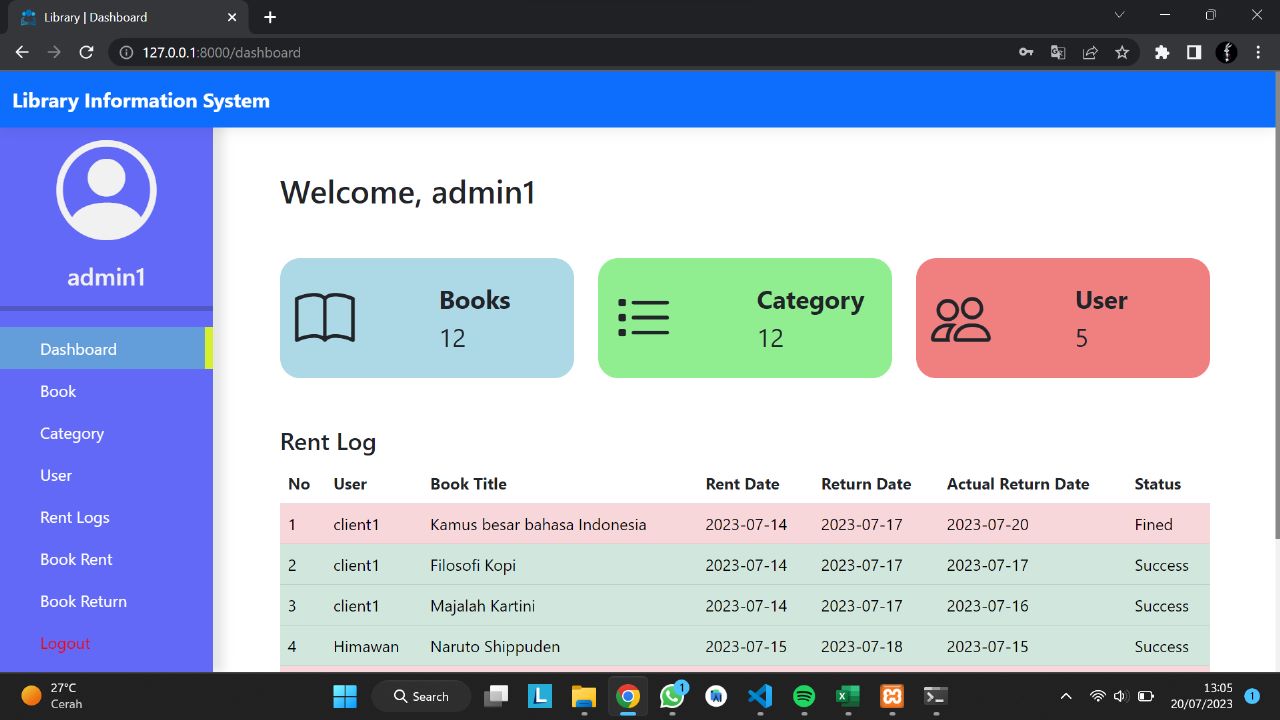 Library | Dashboard
127.0.0.1:8000/dashboard
Library Information System
admin1
Dashboard
Book
Category
User
Rent Logs
Book Rent
Book Return
Logout
Welcome, admin1
Books
12
Category
12
User
5
Rent Log
No User Book Title Rent Date Return Date Actual Return Date Status
1 client1 Kamus besar bahasa Indonesia 2023-07-14 2023-07-17 2023-07-20 Fined
2 client1 Filosofi Kopi 2023-07-14 2023-07-17 2023-07-17 Success
3 client1 Majalah Kartini 2023-07-14 2023-07-17 2023-07-16 Success
4 Himawan Naruto Shippuden 2023-07-15 2023-07-18 2023-07-15 Success
27°C
Cerah
Search
L
1
AI
13:05
20/07/2023
1